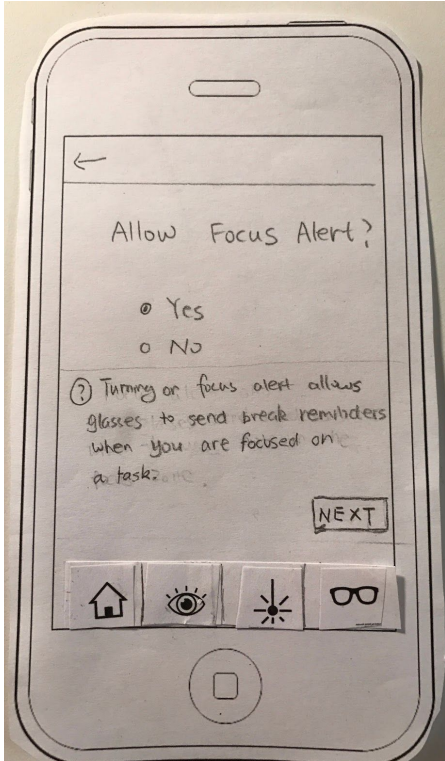 Allow Focus Alert?
Yes
No
? Turning on focus alert allows
glasses to send break reminders
when you are focused on
a task.
NEXT